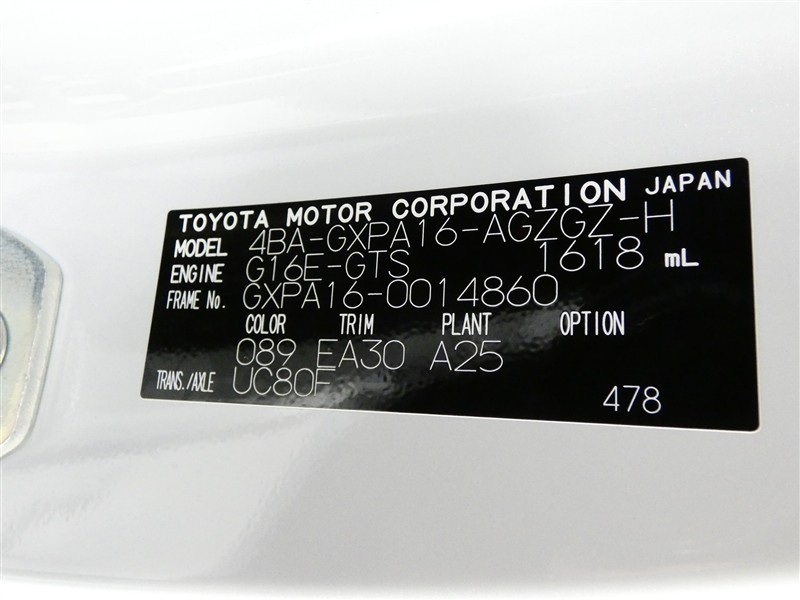 TOYOTA MOTOR CORPORATION JAPAN
MODEL 4BA-GXPA16-AGZGZ-H
ENGINE G16E-GTS 1618 mL
FRAME No. GXPA16-0014860
COLOR TRIM PLANT OPTION
089 EA30 A25
TRANS./AXLE UC80F
478